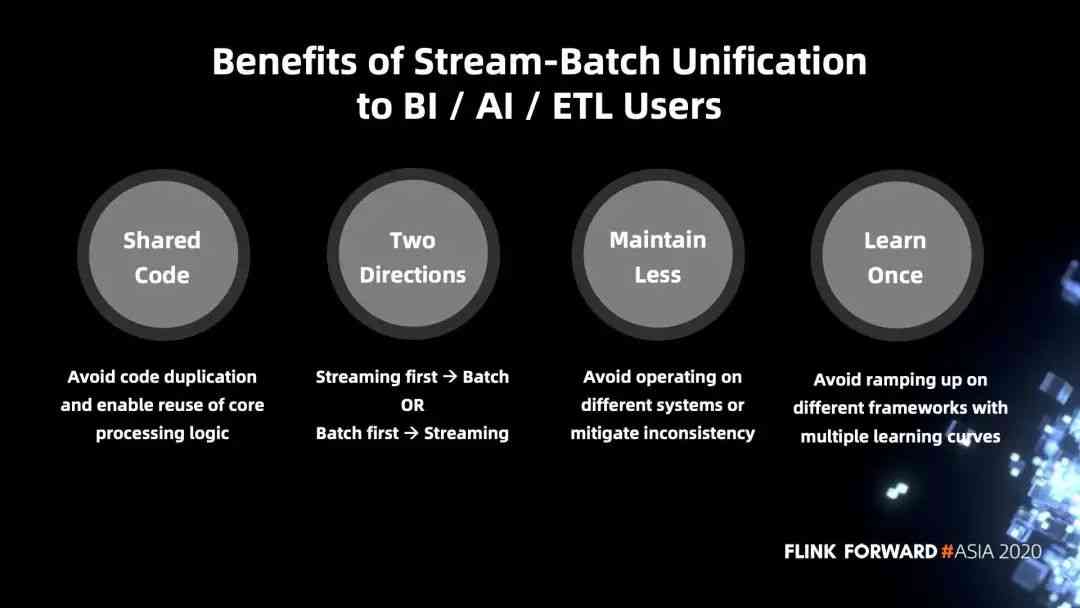 Benefits of Stream-Batch Unification
to BI / AI / ETL Users
Shared
Code
Avoid code duplication
and enable reuse of core
processing logic
Two
Directions
Streaming first → Batch
OR
Batch first → Streaming
Maintain
Less
Avoid operating on
different systems or
mitigate inconsistency
Learn
Once
Avoid ramping up on
different frameworks with
multiple learning curves
FLINK FORWARD #ASIA 2020